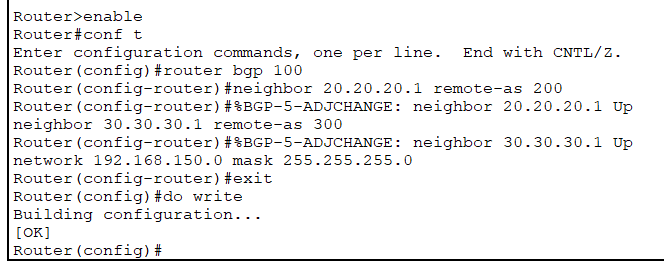 Router>enable
Router#conf t
Enter configuration commands, one per line.  End with CNTL/Z.
Router(config)#router bgp 100
Router(config-router)#neighbor 20.20.20.1 remote-as 200
Router(config-router)#%BGP-5-ADJCHANGE: neighbor 20.20.20.1 Up
neighbor 30.30.30.1 remote-as 300
Router(config-router)#%BGP-5-ADJCHANGE: neighbor 30.30.30.1 Up
network 192.168.150.0 mask 255.255.255.0
Router(config-router)#exit
Router(config)#do write
Building configuration...
[OK]
Router(config)#